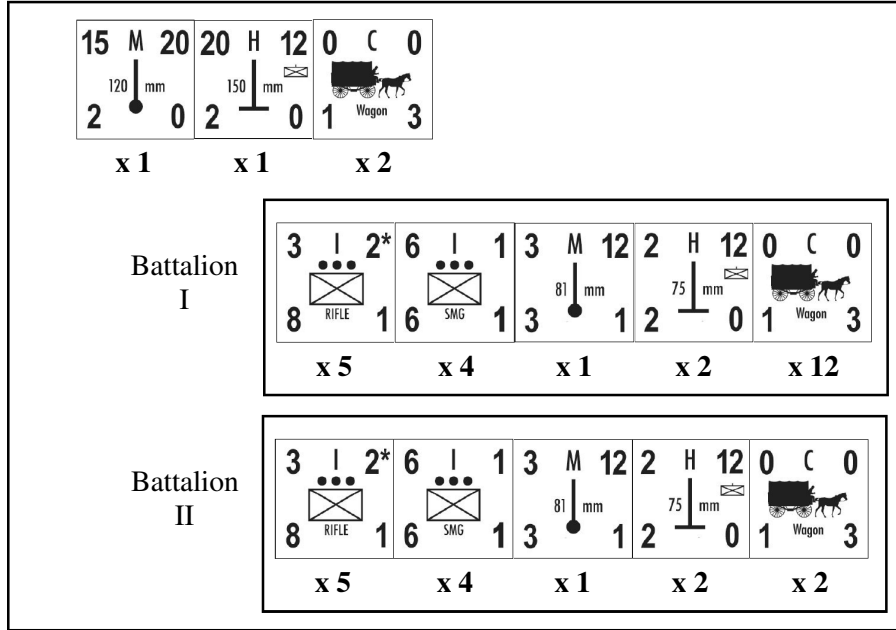 15 M 20 20 H 12 0 C 0
120 mm 150 mm
2 0 2 0 1 Wagon 3
x 1 x 1 x 2
Battalion
I
3 I 2* 6 I 1 3 M 12 2 H 12 0 C 0
81 mm 75 mm
8 RIFLE 1 6 SMG 1 3 1 2 0 1 Wagon 3
x 5 x 4 x 1 x 2 x 12
Battalion
II
3 I 2* 6 I 1 3 M 12 2 H 12 0 C 0
81 mm 75 mm
8 RIFLE 1 6 SMG 1 3 1 2 0 1 Wagon 3
x 5 x 4 x 1 x 2 x 2